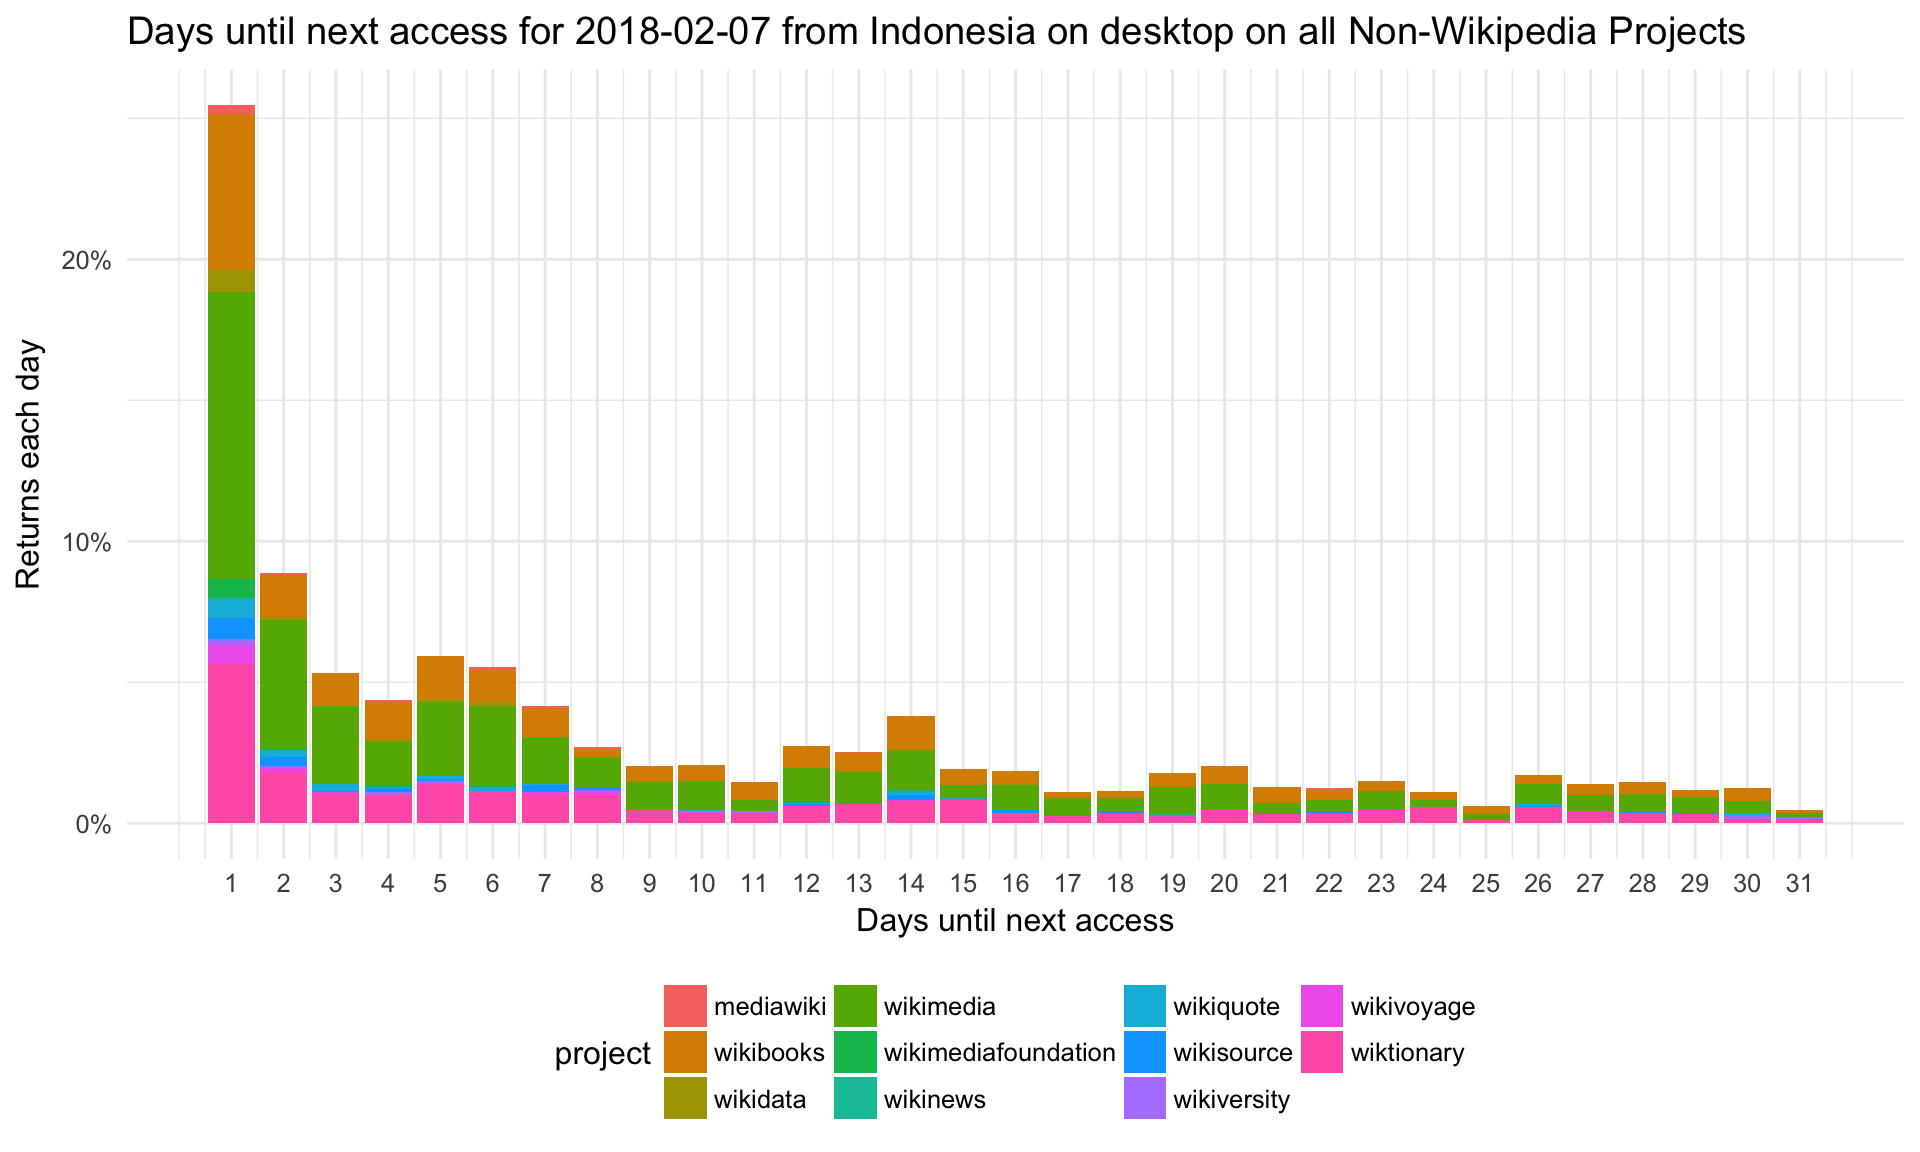 Days until next access for 2018-02-07 from Indonesia on desktop on all Non-Wikipedia Projects
Returns each day
20%
10%
0%
1 2 3 4 5 6 7 8 9 10 11 12 13 14 15 16 17 18 19 20 21 22 23 24 25 26 27 28 29 30 31
Days until next access
project
mediawiki wikimedia wikiquote wikivoyage
wikibooks wikimediafoundation wikisource wiktionary
wikidata wikinews wikiversity